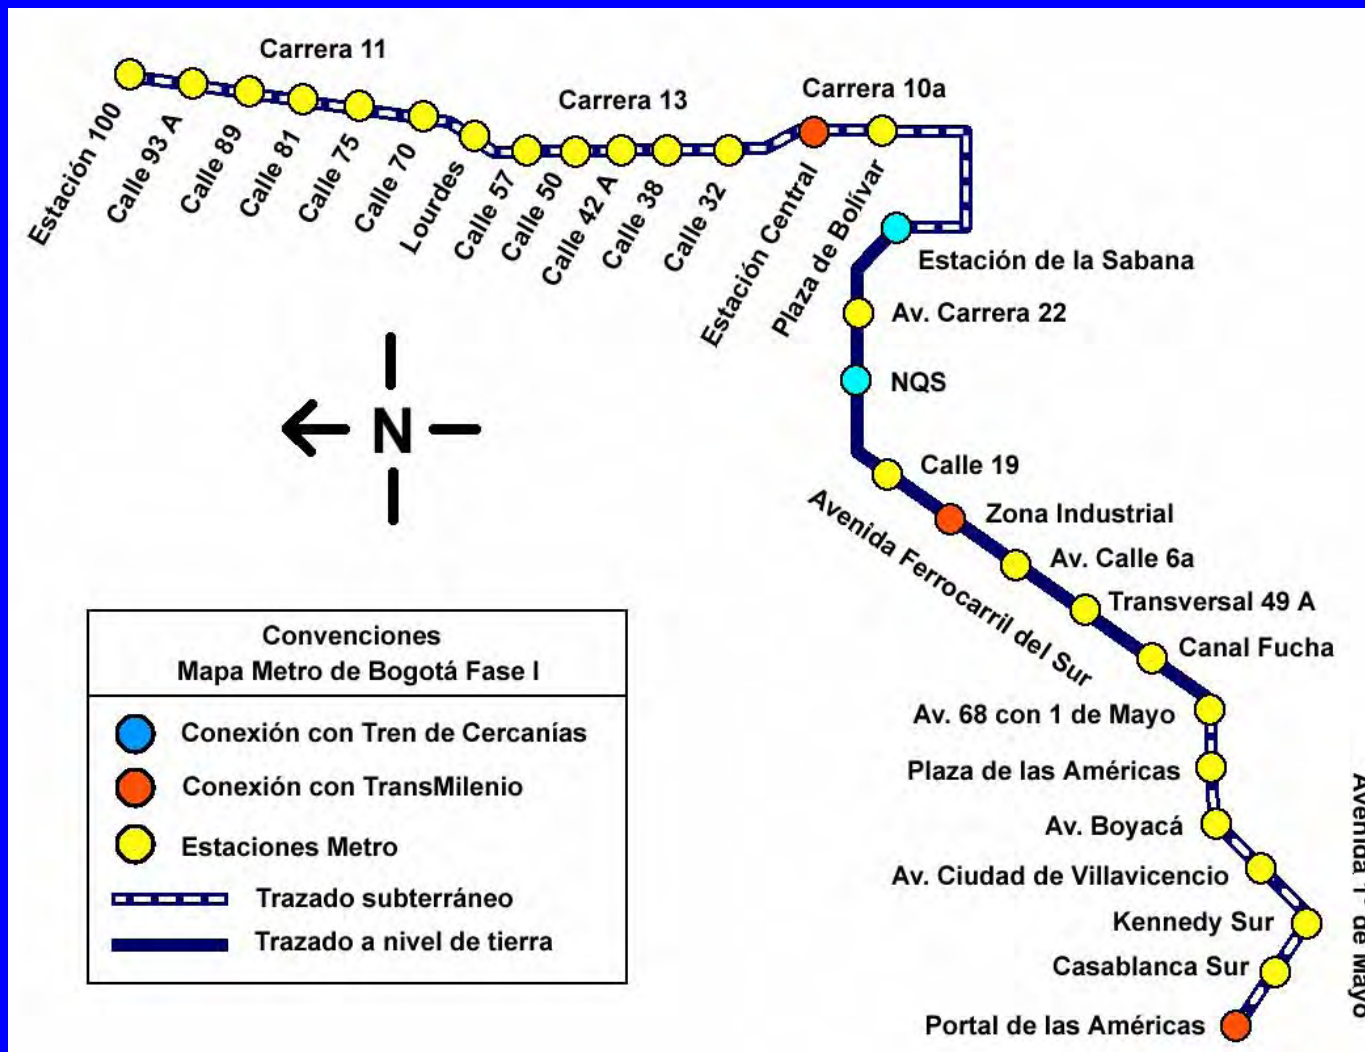 Carrera 11
Carrera 13
Carrera 10a
Estación 100
Calle 93 A
Calle 89
Calle 81
Calle 75
Calle 70
Lourdes
Calle 57
Calle 50
Calle 42 A
Calle 38
Calle 32
Estación Central
Plaza de Bolívar
Estación de la Sabana
Av. Carrera 22
NQS
N
Calle 19
Zona Industrial
Av. Calle 6a
Transversal 49 A
Canal Fucha
Avenida Ferrocarril del Sur
Av. 68 con 1 de Mayo
Plaza de las Américas
Av. Boyacá
Av. Ciudad de Villavicencio
Kennedy Sur
Casablanca Sur
Portal de las Américas
Avenida 1° de Mayo
Convenciones
Mapa Metro de Bogotá Fase I
Conexión con Tren de Cercanías
Conexión con TransMilenio
Estaciones Metro
Trazado subterráneo
Trazado a nivel de tierra